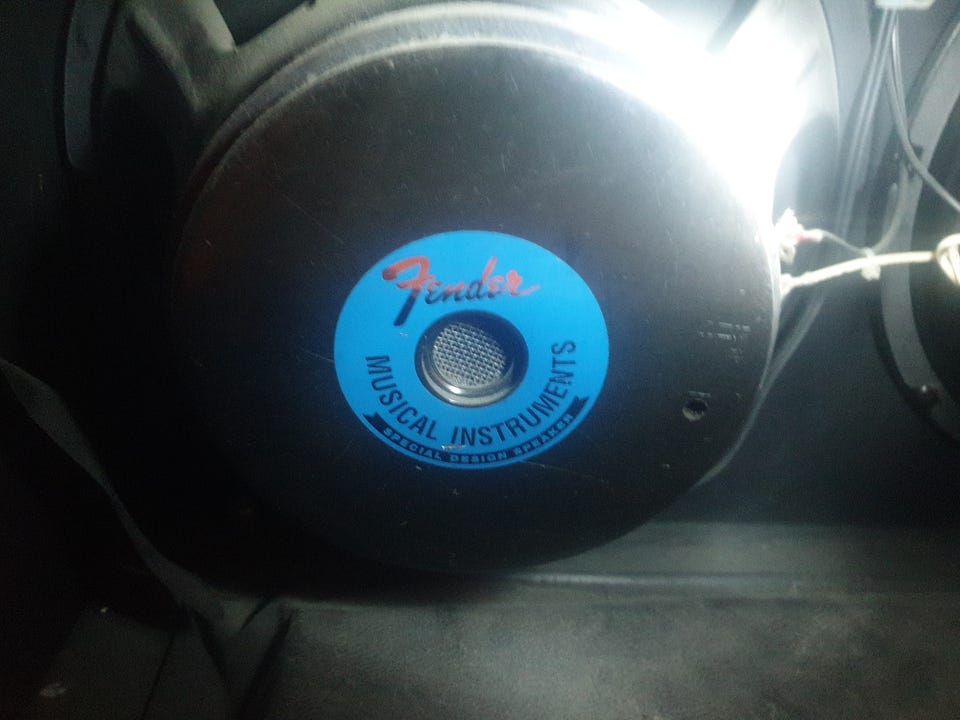 Fender
MUSICAL INSTRUMENTS
SPECIAL DESIGN SPEAKER